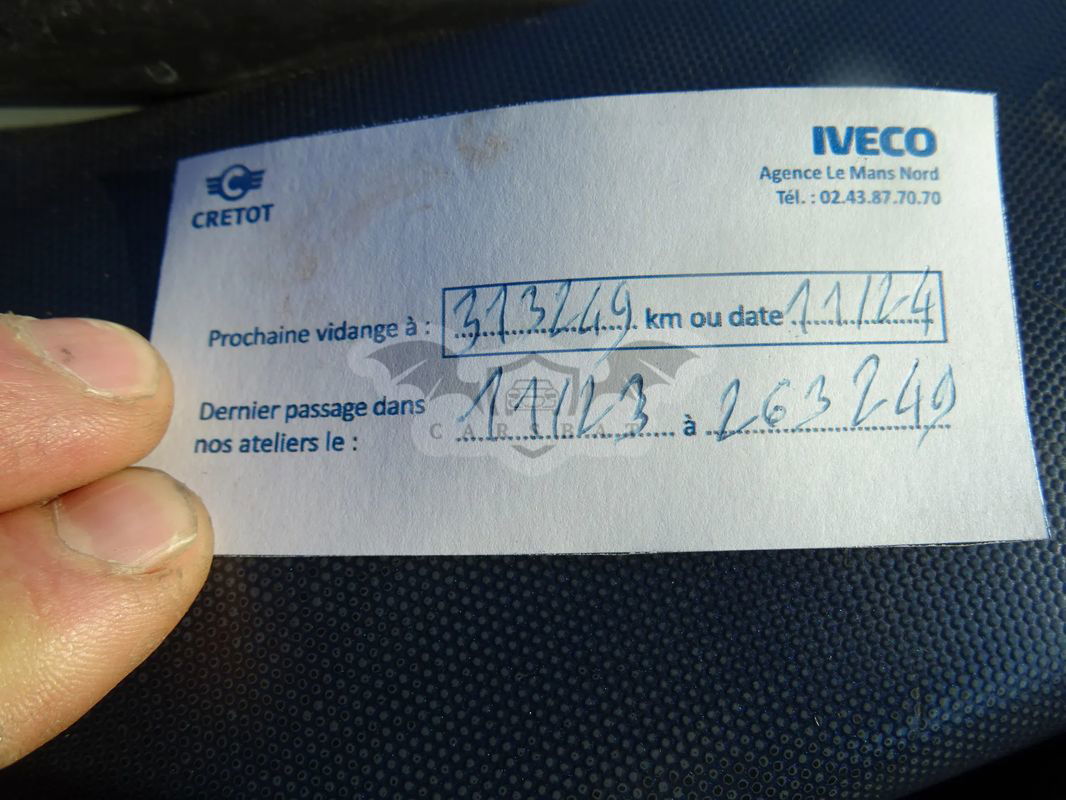 CRETOT
IVECO
Agence Le Mans Nord
Tél. : 02.43.87.70.70
Prochaine vidange à : 313249 km ou date 11/24
Dernier passage dans
nos ateliers le : 11/23 à 263249
CARSBAT